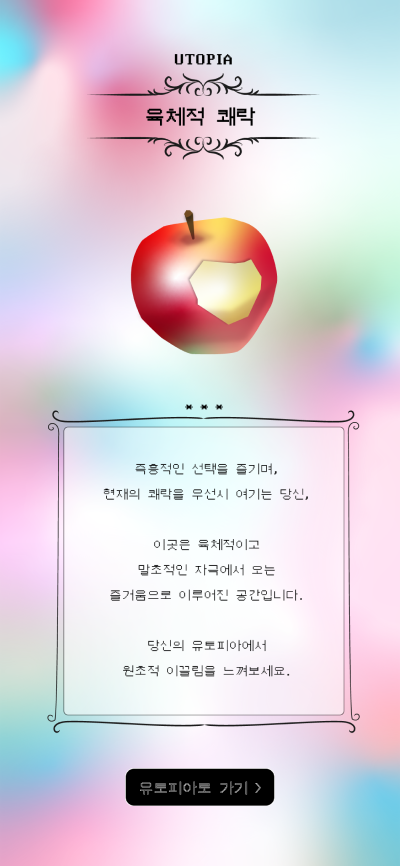 UTOPIA
육체적 쾌락
***
즉흥적인 선택을 즐기며,
현재의 쾌락을 우선시 여기는 당신,
이곳은 육체적이고
말초적인 자극에서 오는
즐거움으로 이루어진 공간입니다.
당신의 유토피아에서
원초적 이끌림을 느껴보세요.
유토피아로 가기 >